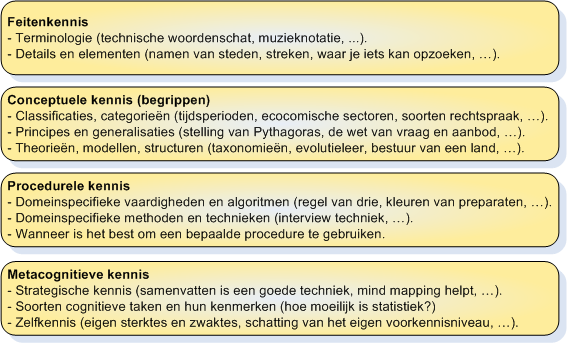 Feitenkennis
- Terminologie (technische woordenschat, muzieknotatie, ...).
- Details en elementen (namen van steden, streken, waar je iets kan opzoeken, …).
Conceptuele kennis (begrippen)
- Classificaties, categorieën (tijdsperioden, ecocomische sectoren, soorten rechtspraak, …).
- Principes en generalisaties (stelling van Pythagoras, de wet van vraag en aanbod, …).
- Theorieën, modellen, structuren (taxonomieën, evolutieleer, bestuur van een land, …).
Procedurele kennis
- Domeinspecifieke vaardigheden en algoritmen (regel van drie, kleuren van preparaten, …).
- Domeinspecifieke methoden en technieken (interview techniek, …).
- Wanneer is het best om een bepaalde procedure te gebruiken.
Metacognitieve kennis
- Strategische kennis (samenvatten is een goede techniek, mind mapping helpt, …).
- Soorten cognitieve taken en hun kenmerken (hoe moeilijk is statistiek?)
- Zelfkennis (eigen sterktes en zwaktes, schatting van het eigen voorkennisniveau, …).